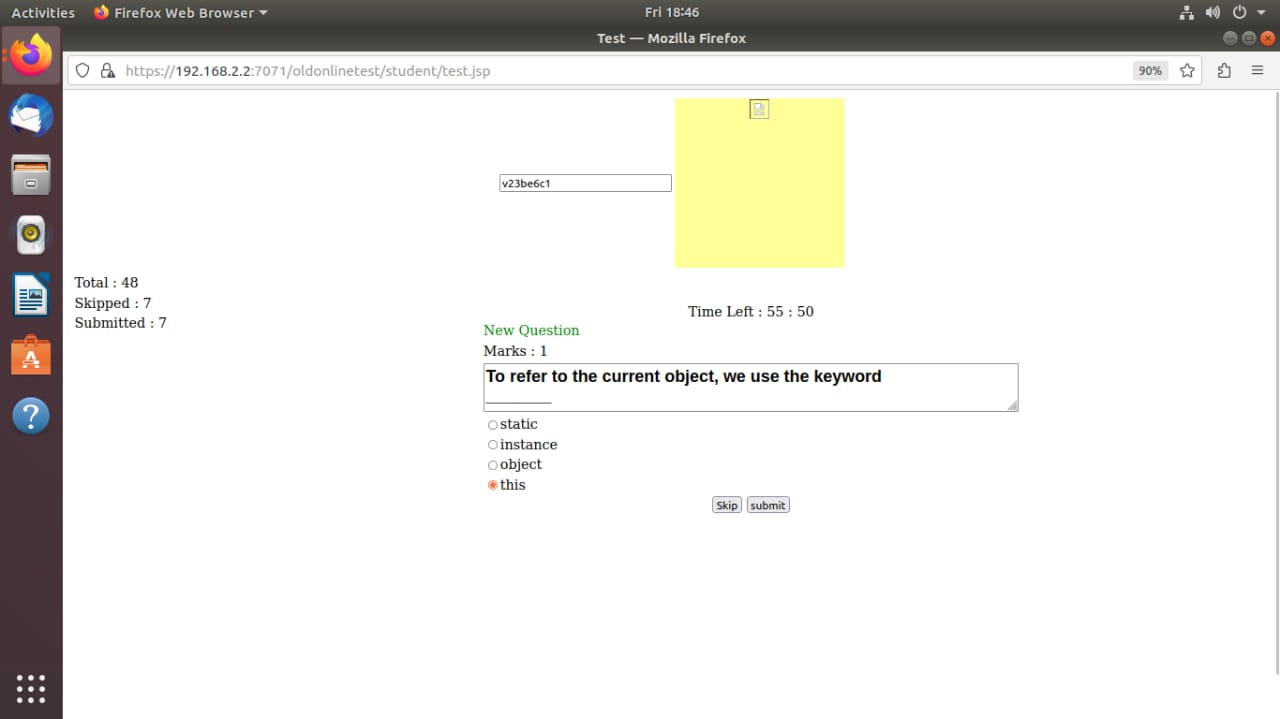 Activities
Firefox Web Browser
Fri 18:46
Test — Mozilla Firefox
https://192.168.2.2:7071/oldonlinetest/student/test.jsp
90%
v23be6c1
Total : 48
Skipped : 7
Submitted : 7
Time Left : 55 : 50
New Question
Marks : 1
To refer to the current object, we use the keyword
________
static
instance
object
this
Skip submit